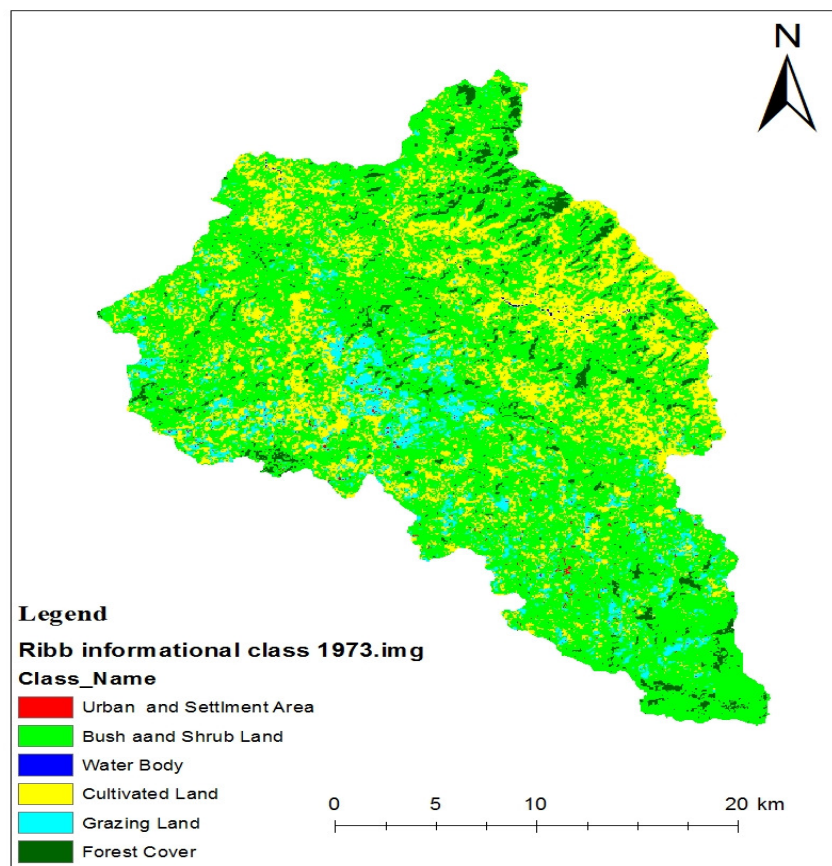 N
Legend
Ribb informational class 1973.img
Class_Name
Urban and Settlment Area
Bush aand Shrub Land
Water Body
Cultivated Land
Grazing Land
Forest Cover
0 5 10 20 km